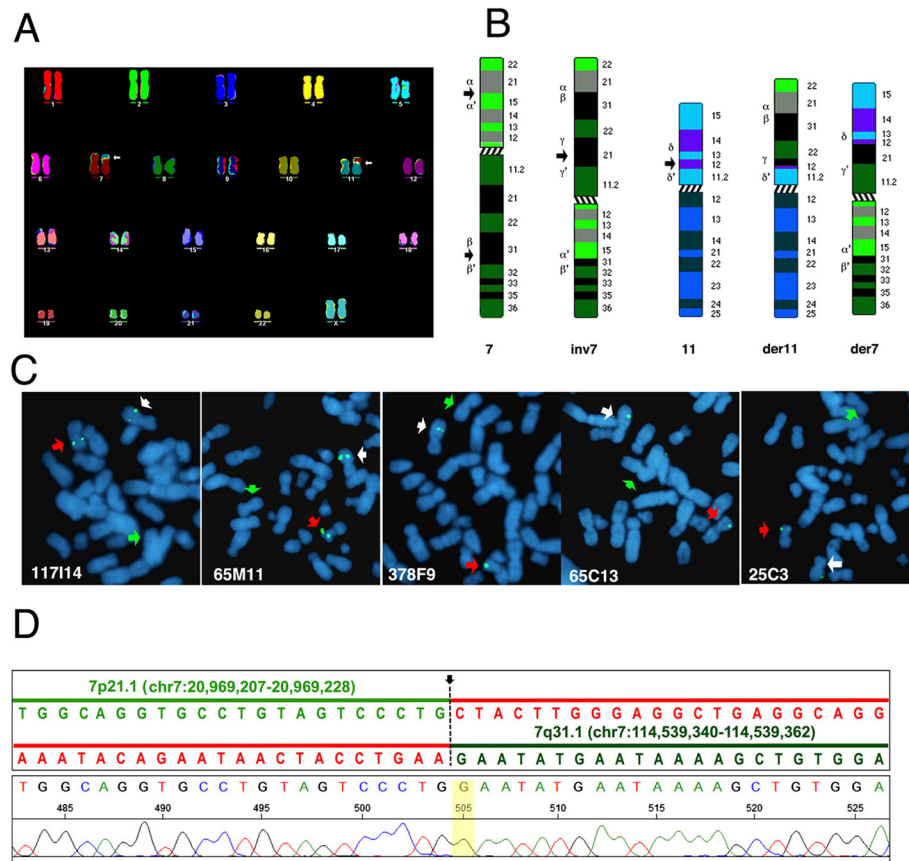 A
B
1 2 3 4 5
6 7 8 9 10 11 12
13 14 15 16 17 18
19 20 21 22 X
22
α 21
α' 15
14
13
12
11.2
21
22
β 31
β' 32
33
35
36
7
22
α 21
β 31
22
γ 21
γ' 11.2
12
13
14
α' 15
β' 31
32
33
35
36
inv7
15
14
δ 13
12
δ' 11.2
12
13
14
21
22
23
24
25
11
22
α 21
β 31
22
γ 12
δ' 11.2
12
13
14
21
22
23
24
25
der11
15
14
δ 12
21
γ' 11.2
12
13
14
α' 15
β' 31
32
33
35
36
der7
C
117I14 65M11 378F9 65C13 25C3
D
7p21.1 (chr7:20,969,207-20,969,228)
TGGCAGGTGCCTGTAGTCCCTGCTACTTGGGAGGCTGAGGCAGG
7q31.1 (chr7:114,539,340-114,539,362)
AAATACAGAATAACTACCTGAAGAATATGAATAAAAGCTGTGGA
TGGCAGGTGCCTGTAGTCCCTGGAATATGAATAAAAGCTGTGGA
485 490 495 500 505 510 515 520 525